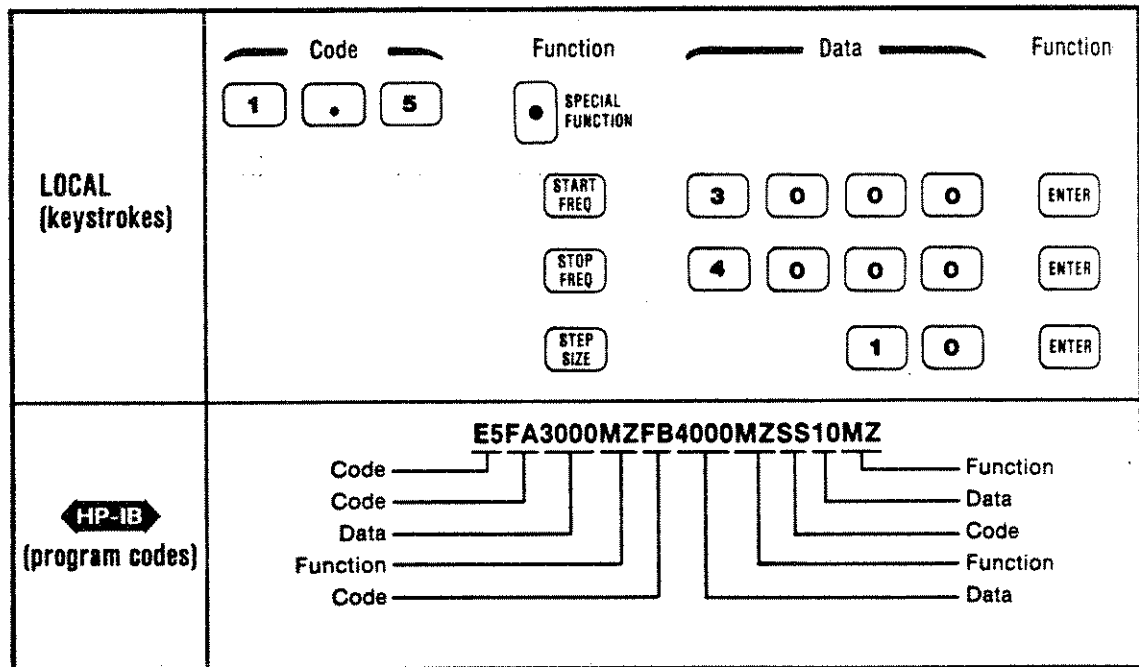 Code Function Data Function
1 . 5 SPECIAL
FUNCTION
LOCAL
(keystrokes)
START
FREQ 3 0 0 0 ENTER
STOP
FREQ 4 0 0 0 ENTER
STEP
SIZE 1 0 ENTER
HP-IB
(program codes)
E5FA3000MZFB4000MZSS10MZ
Code Function
Code Data
Data Code
Function Function
Code Data